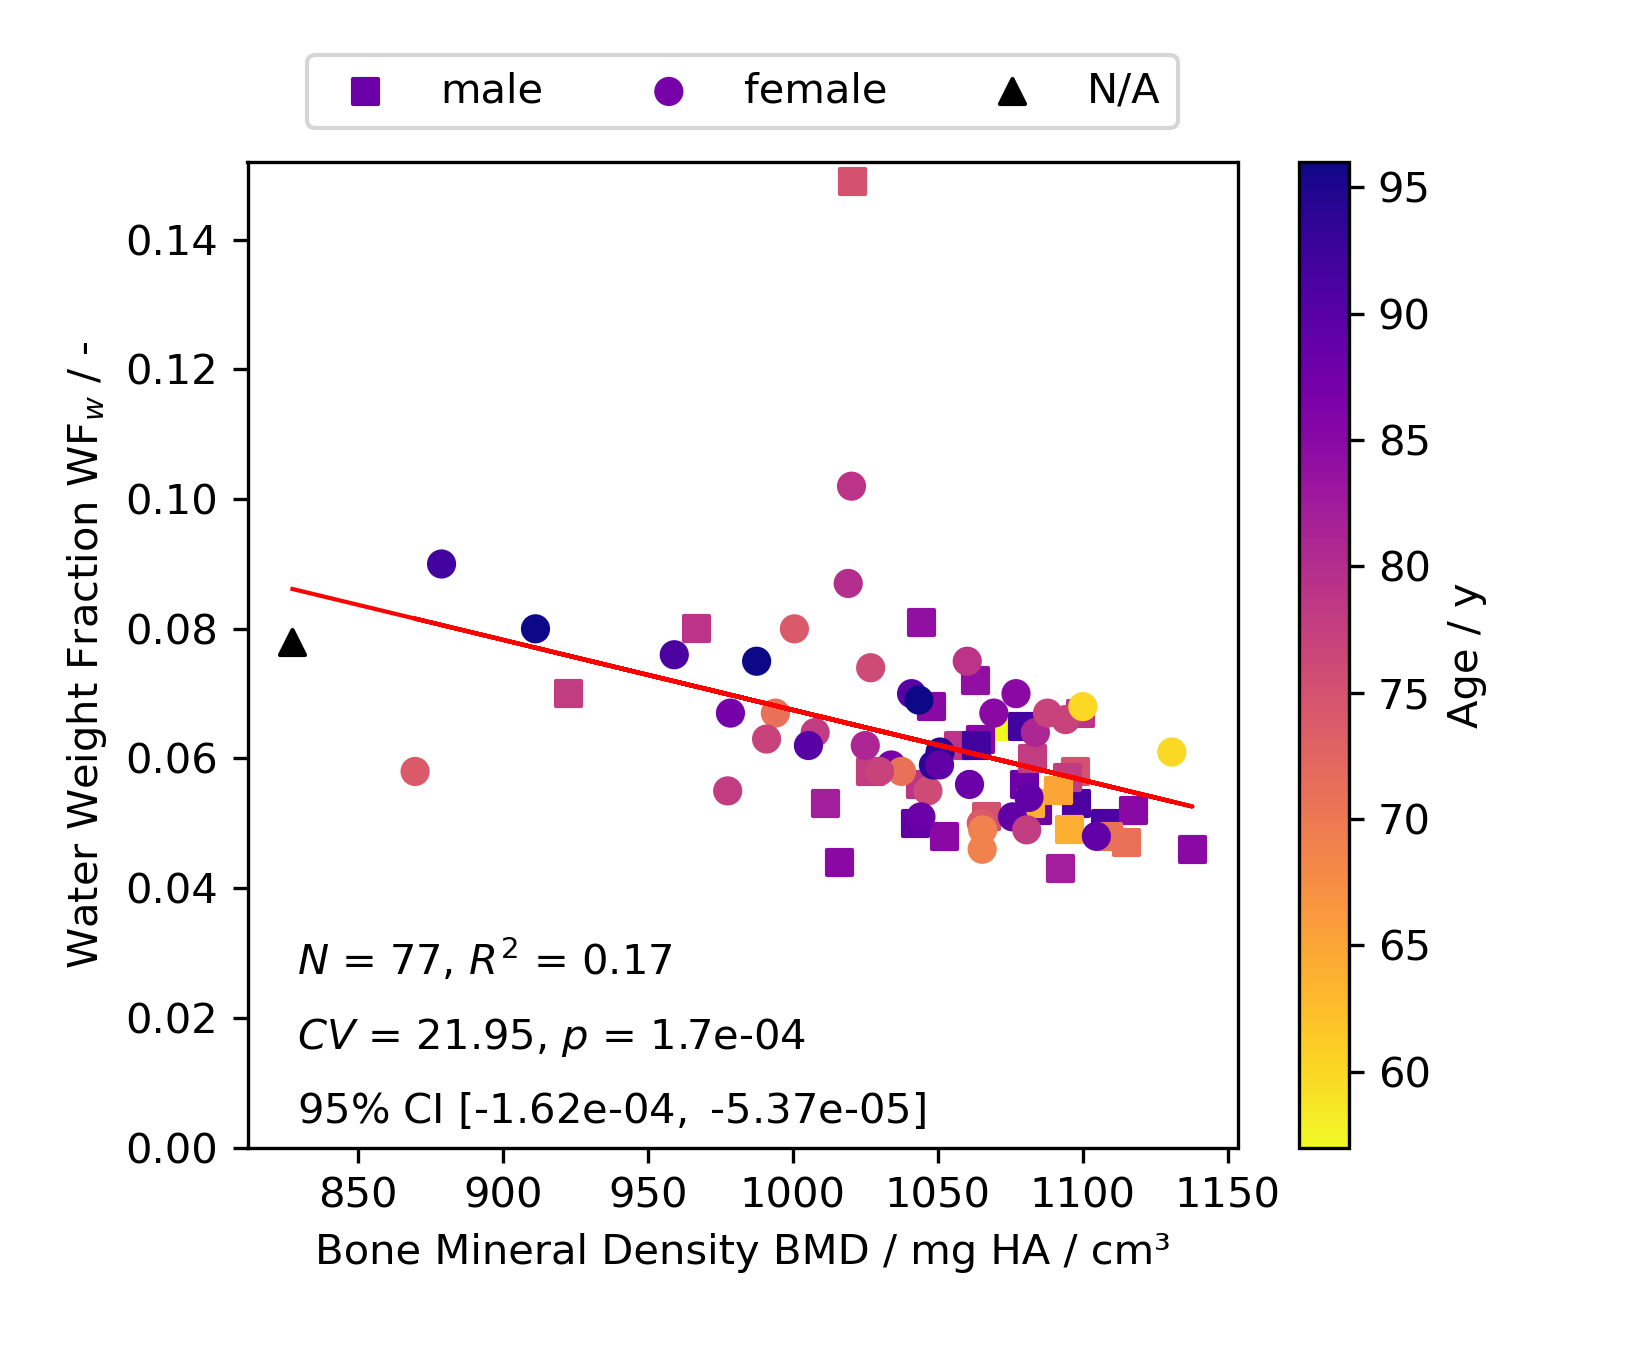 male female N/A
Water Weight Fraction WF_w / -
0.14
0.12
0.10
0.08
0.06
0.04
0.02
0.00
N = 77, R² = 0.17
CV = 21.95, p = 1.7e-04
95% CI [-1.62e-04, -5.37e-05]
850 900 950 1000 1050 1100 1150
Bone Mineral Density BMD / mg HA / cm³
95
90
85
80
75
70
65
60
Age / y